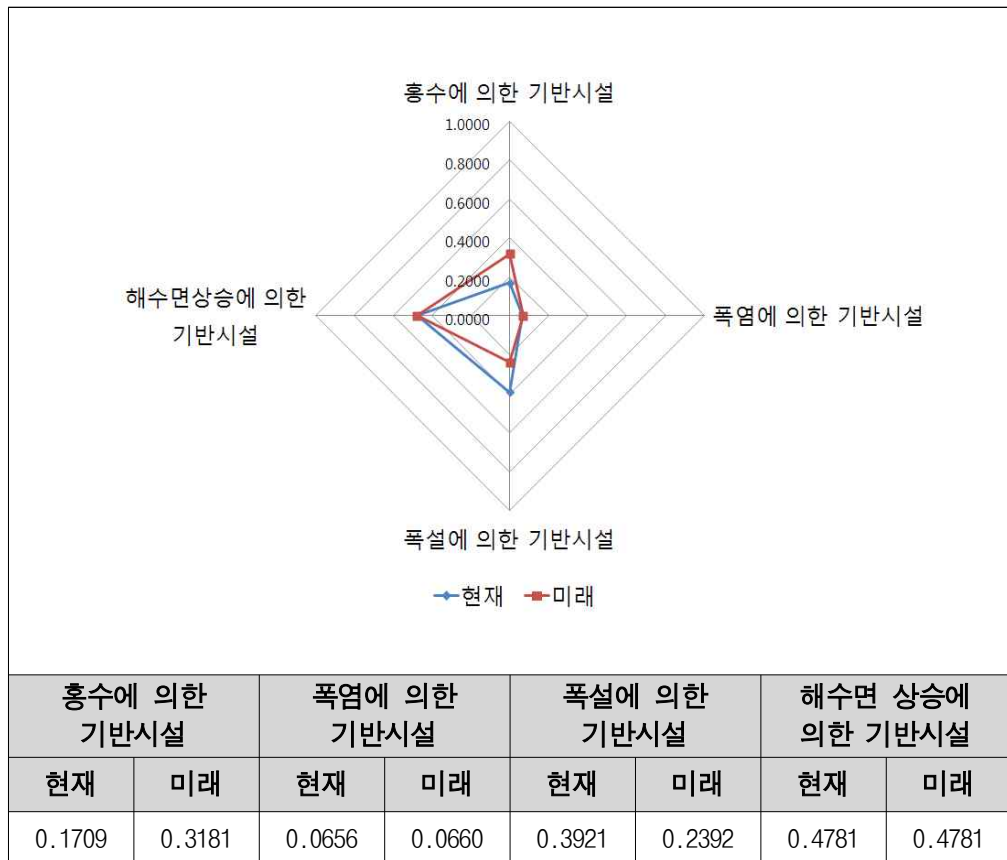 홍수에 의한 기반시설
1.0000
0.8000
0.6000
0.4000
0.2000
0.0000
해수면상승에 의한
기반시설
폭염에 의한 기반시설
폭설에 의한 기반시설
현재 미래
홍수에 의한 기반시설 폭염에 의한 기반시설 폭설에 의한 기반시설 해수면 상승에 의한 기반시설
현재 미래 현재 미래 현재 미래 현재 미래
0.1709 0.3181 0.0656 0.0660 0.3921 0.2392 0.4781 0.4781